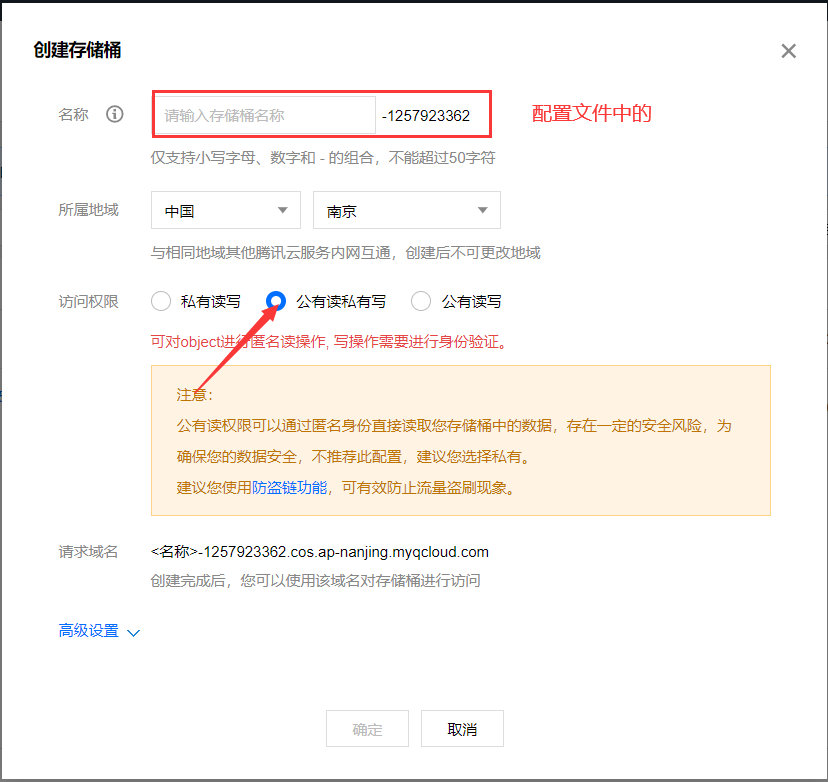 创建存储桶
名称
请输入存储桶名称 -1257923362 配置文件中的
仅支持小写字母、数字和 - 的组合，不能超过50字符
所属地域 中国 南京
与相同地域其他腾讯云服务内网互通，创建后不可更改地域
访问权限 私有读写 公有读私有写 公有读写
可对object进行匿名读操作, 写操作需要进行身份验证。
注意：
公有读权限可以通过匿名身份直接读取您存储桶中的数据，存在一定的安全风险，为
确保您的数据安全，不推荐此配置，建议您选择私有。
建议您使用防盗链功能，可有效防止流量盗刷现象。
请求域名 <名称>-1257923362.cos.ap-nanjing.myqcloud.com
创建完成后，您可以使用该域名对存储桶进行访问
高级设置
确定 取消